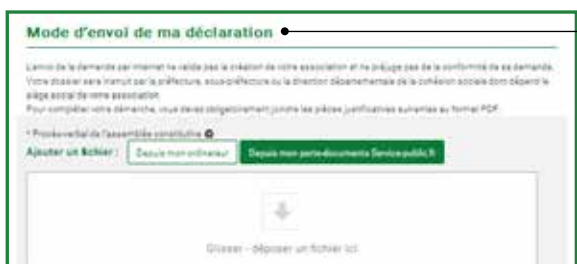 Mode d'envoi de ma déclaration
L'envoi de la demande par internet ne valide pas la création de votre association et ne préjuge pas de la conformité de sa demande.
Votre dossier sera instruit par la préfecture, sous-préfecture ou la direction départementale de la cohésion sociale dont dépend le
siège social de votre association.
Pour compléter votre démarche, vous devez obligatoirement joindre les pièces justificatives suivantes au format PDF.
* Procès-verbal de l'assemblée constitutive
Ajouter un fichier : Depuis mon ordinateur Depuis mon porte-documents Service-public.fr
Glisser - déposer un fichier ici